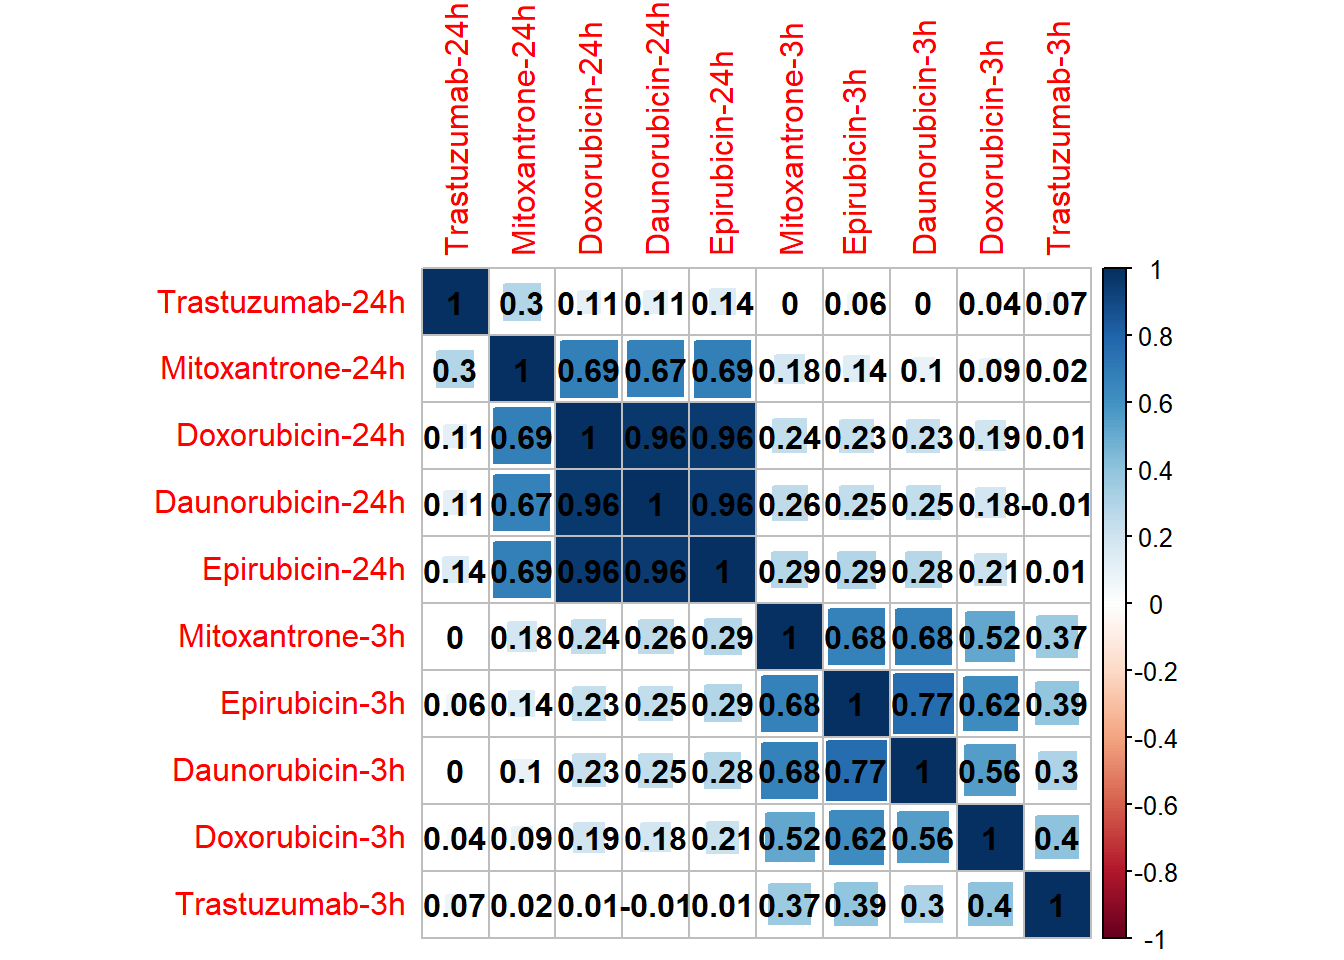 Trastuzumab-24h
Mitoxantrone-24h
Doxorubicin-24h
Daunorubicin-24h
Epirubicin-24h
Mitoxantrone-3h
Epirubicin-3h
Daunorubicin-3h
Doxorubicin-3h
Trastuzumab-3h
Trastuzumab-24h 1 0.3 0.11 0.11 0.14 0 0.06 0 0.04 0.07
Mitoxantrone-24h 0.3 1 0.69 0.67 0.69 0.18 0.14 0.1 0.09 0.02
Doxorubicin-24h 0.11 0.69 1 0.96 0.96 0.24 0.23 0.23 0.19 0.01
Daunorubicin-24h 0.11 0.67 0.96 1 0.96 0.26 0.25 0.25 0.18 -0.01
Epirubicin-24h 0.14 0.69 0.96 0.96 1 0.29 0.29 0.28 0.21 0.01
Mitoxantrone-3h 0 0.18 0.24 0.26 0.29 1 0.68 0.68 0.52 0.37
Epirubicin-3h 0.06 0.14 0.23 0.25 0.29 0.68 1 0.77 0.62 0.39
Daunorubicin-3h 0 0.1 0.23 0.25 0.28 0.68 0.77 1 0.56 0.3
Doxorubicin-3h 0.04 0.09 0.19 0.18 0.21 0.52 0.62 0.56 1 0.4
Trastuzumab-3h 0.07 0.02 0.01 -0.01 0.01 0.37 0.39 0.3 0.4 1
1
0.8
0.6
0.4
0.2
0
-0.2
-0.4
-0.6
-0.8
-1